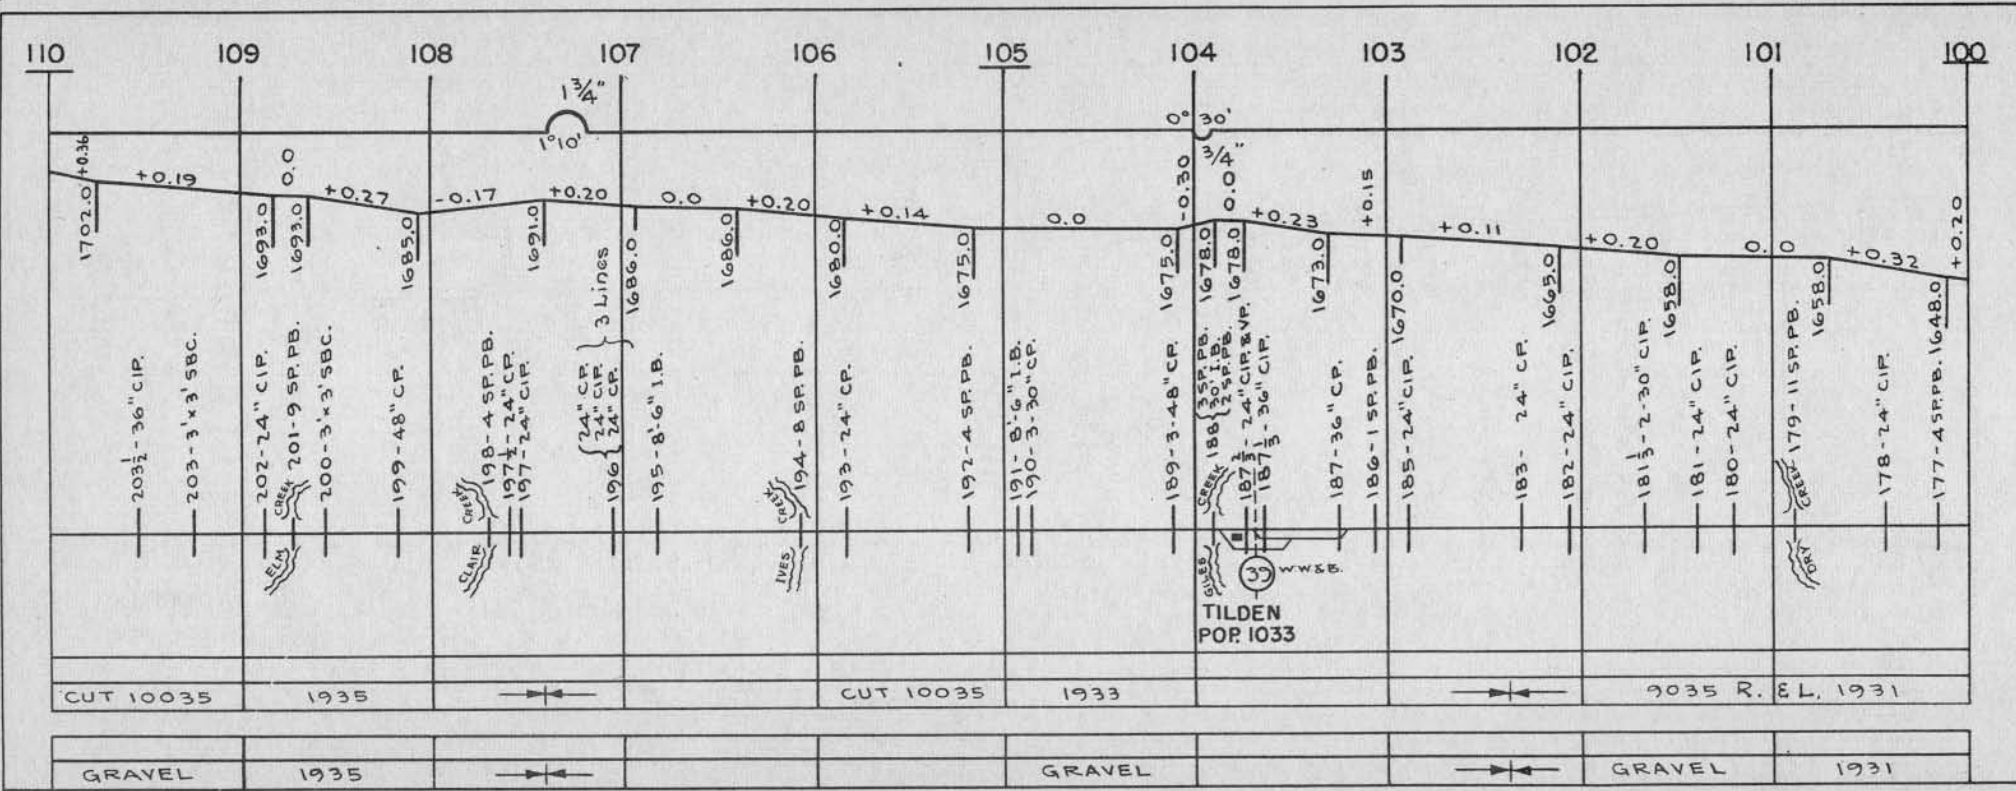 110 109 108 107 106 105 104 103 102 101 100
1 3/4"
1°10'
0° 30'
3/4"
+0.36 +0.19 0.0 +0.27 -0.17 +0.20 0.0 +0.20 +0.14 0.0 -0.30 0.0 +0.23 +0.15 +0.11 +0.20 0.0 +0.32 +0.20
1702.0 1693.0 1693.0 1685.0 1691.0 1686.0 1686.0 1680.0 1675.0 1675.0 1678.0 1678.0 1673.0 1670.0 1665.0 1658.0 1658.0 1648.0
203 1/2 - 36" CIP.
203 - 3'x3' SBC.
202 - 24" CIP.
201 - 9 SP. PB.
200 - 3'x3' SBC.
199 - 48" CP.
198 - 4 SP. PB.
197 1/2 - 24" CP.
197 - 24" CIP.
196 { 24" CP.
24" CIP.
24" CP. } 3 Lines
195 - 8'-6" I.B.
194 - 8 SP. PB.
193 - 24" CP.
192 - 4 SP. PB.
191 - 8'-6" I.B.
190 - 3 - 30" CP.
189 - 3 - 48" CP.
188 { 3 SP. PB.
30' I.B.
2 SP. PB.
187 2/3 - 24" CIP. & VP.
187 1/3 - 36" CIP.
187 - 36" CP.
186 - 1 SP. PB.
185 - 24" CIP.
183 - 24" CP.
182 - 24" CIP.
181 1/3 - 2 - 30" CIP.
181 - 24" CIP.
180 - 24" CIP.
179 - 11 SP. PB.
178 - 24" CIP.
177 - 4 SP. PB.
ELM CREEK
CLAIR CREEK
IVES CREEK
GILES CREEK
DRY CREEK
39 W.W.&B.
TILDEN
POP. 1033
CUT 10035 1935 CUT 10035 1933 9035 R. & L. 1931
GRAVEL 1935 GRAVEL GRAVEL 1931